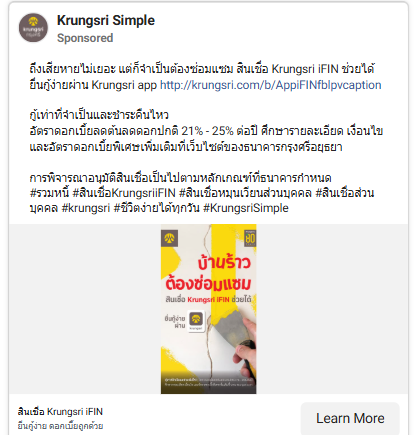 Krungsri Simple
Sponsored
ถึงเสียหายไม่เยอะ แต่ก็จำเป็นต้องซ่อมแซม สินเชื่อ Krungsri iFIN ช่วยได้
ยื่นกู้ง่ายผ่าน Krungsri app http://krungsri.com/b/AppiFINfblpvcaption
กู้เท่าที่จำเป็นและชำระคืนไหว
อัตราดอกเบี้ยลดต้นลดดอกปกติ 21% - 25% ต่อปี ศึกษารายละเอียด เงื่อนไข
และอัตราดอกเบี้ยพิเศษเพิ่มเติมที่เว็บไซต์ของธนาคารกรุงศรีอยุธยา
การพิจารณาอนุมัติสินเชื่อเป็นไปตามหลักเกณฑ์ที่ธนาคารกำหนด
#รวมหนี้ #สินเชื่อKrungsriiFIN #สินเชื่อหมุนเวียนส่วนบุคคล #สินเชื่อส่วน
บุคคล #krungsri #ชีวิตง่ายได้ทุกวัน #KrungsriSimple
บ้านร้าว
ต้องซ่อมแซม
สินเชื่อ Krungsri iFIN ช่วยได้
ยื่นกู้ง่าย
ผ่าน
krungsri
สินเชื่อ Krungsri iFIN
ยื่นกู้ง่าย ดอกเบี้ยถูกด้วย
Learn More